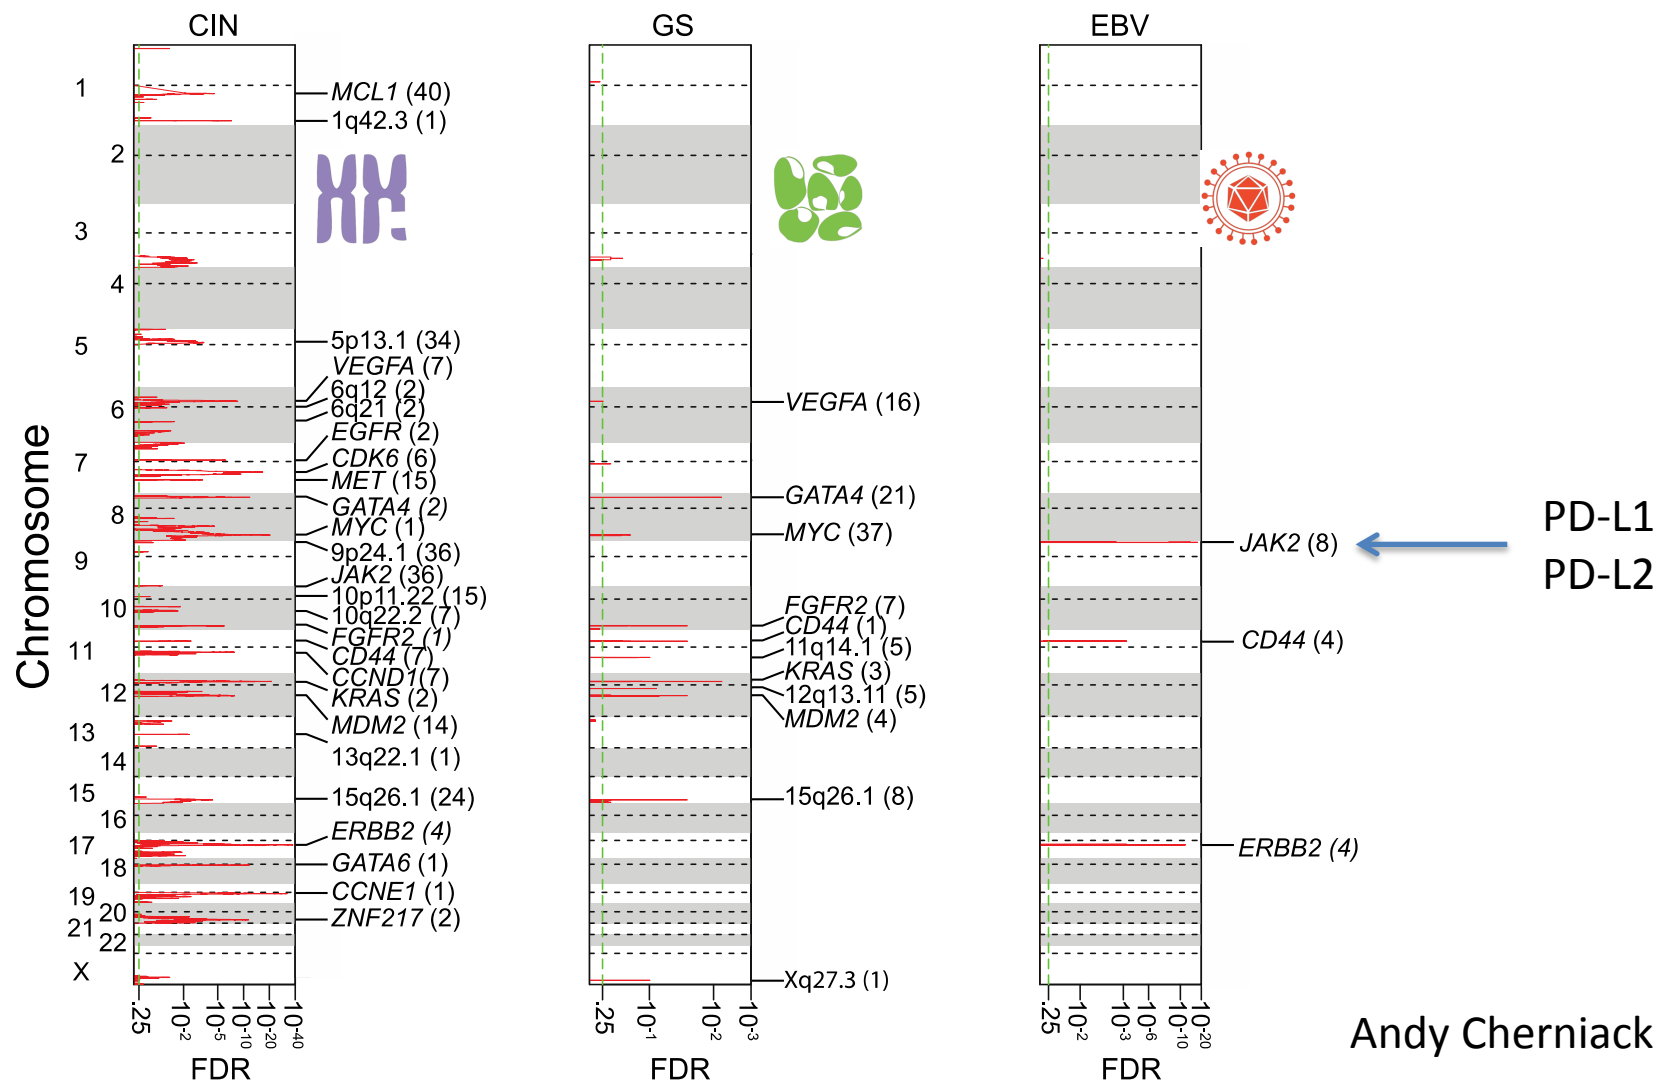 CIN
GS
EBV
Chromosome
1
2
3
4
5
6
7
8
9
10
11
12
13
14
15
16
17
18
19
20
21
22
X
MCL1 (40)
1q42.3 (1)
5p13.1 (34)
VEGFA (7)
6q12 (2)
6q21 (2)
EGFR (2)
CDK6 (6)
MET (15)
GATA4 (2)
MYC (1)
9p24.1 (36)
JAK2 (36)
10p11.22 (15)
10q22.2 (7)
FGFR2 (1)
CD44 (7)
CCND1(7)
KRAS (2)
MDM2 (14)
13q22.1 (1)
15q26.1 (24)
ERBB2 (4)
GATA6 (1)
CCNE1 (1)
ZNF217 (2)
.25 10-2 10-5 10-10 10-20 10-40
FDR
VEGFA (16)
GATA4 (21)
MYC (37)
FGFR2 (7)
CD44 (1)
11q14.1 (5)
KRAS (3)
12q13.11 (5)
MDM2 (4)
15q26.1 (8)
Xq27.3 (1)
.25 10-1 10-2 10-3
FDR
JAK2 (8)
CD44 (4)
ERBB2 (4)
.25 10-2 10-3 10-10 10-20
FDR
PD-L1
PD-L2
Andy Cherniack